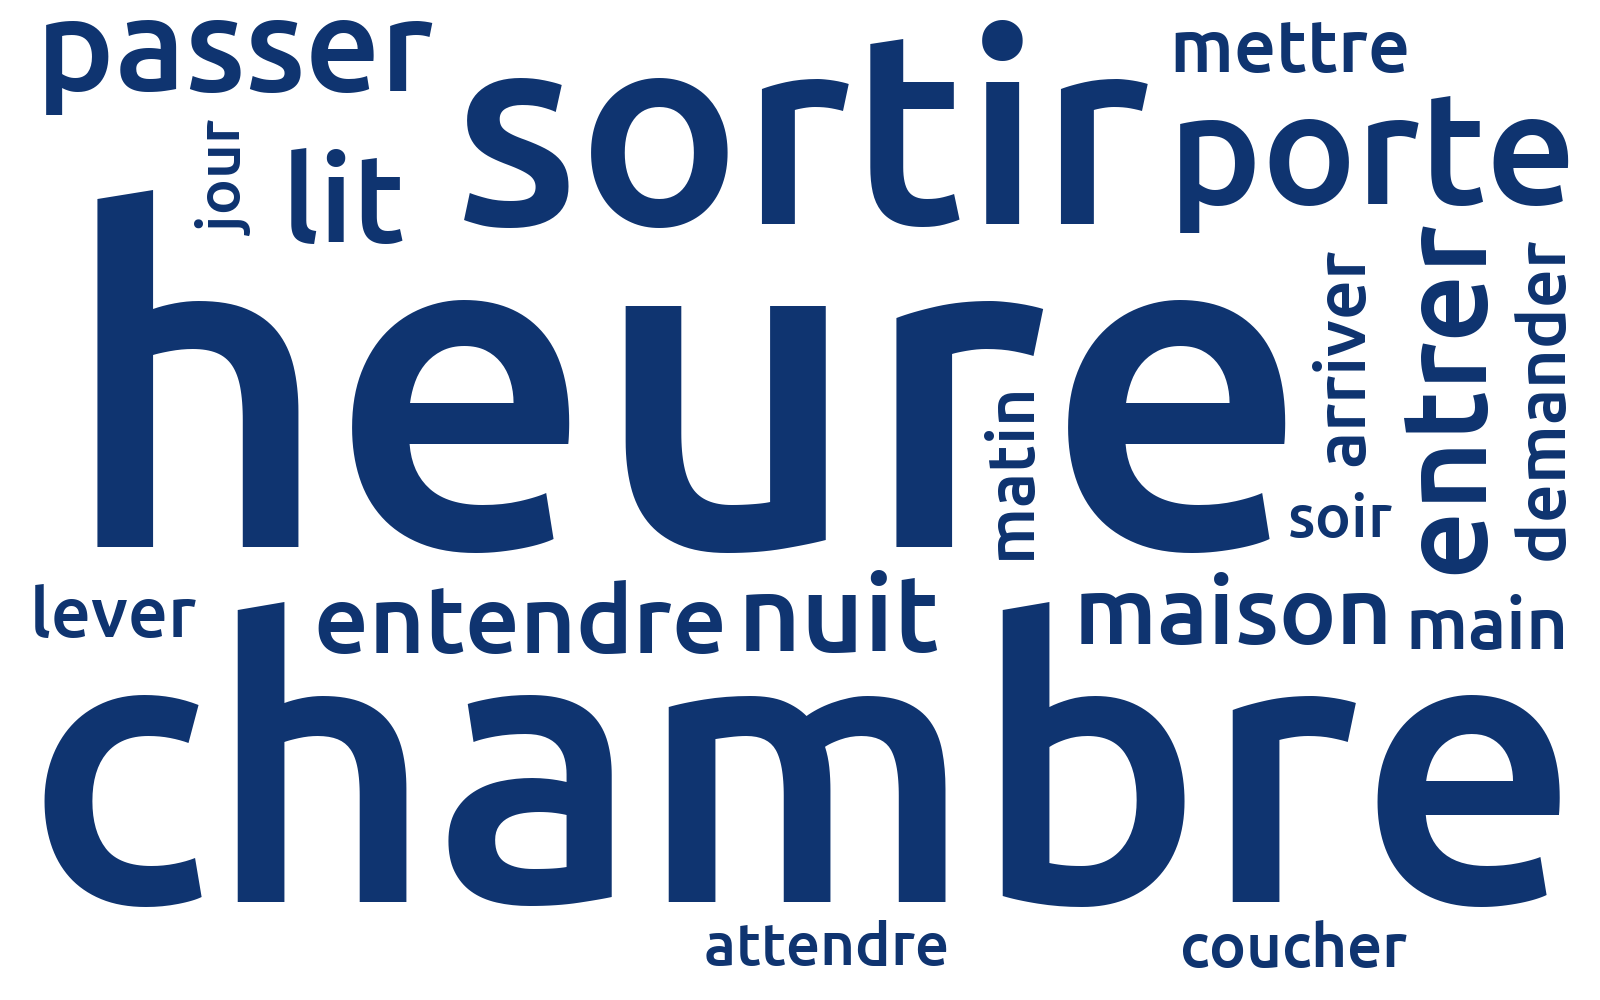 passer
sortir
mettre
porte
jour
lit
heure
matin
arriver
entrer
demander
soir
lever
entendre
nuit
maison
main
chambre
attendre
coucher